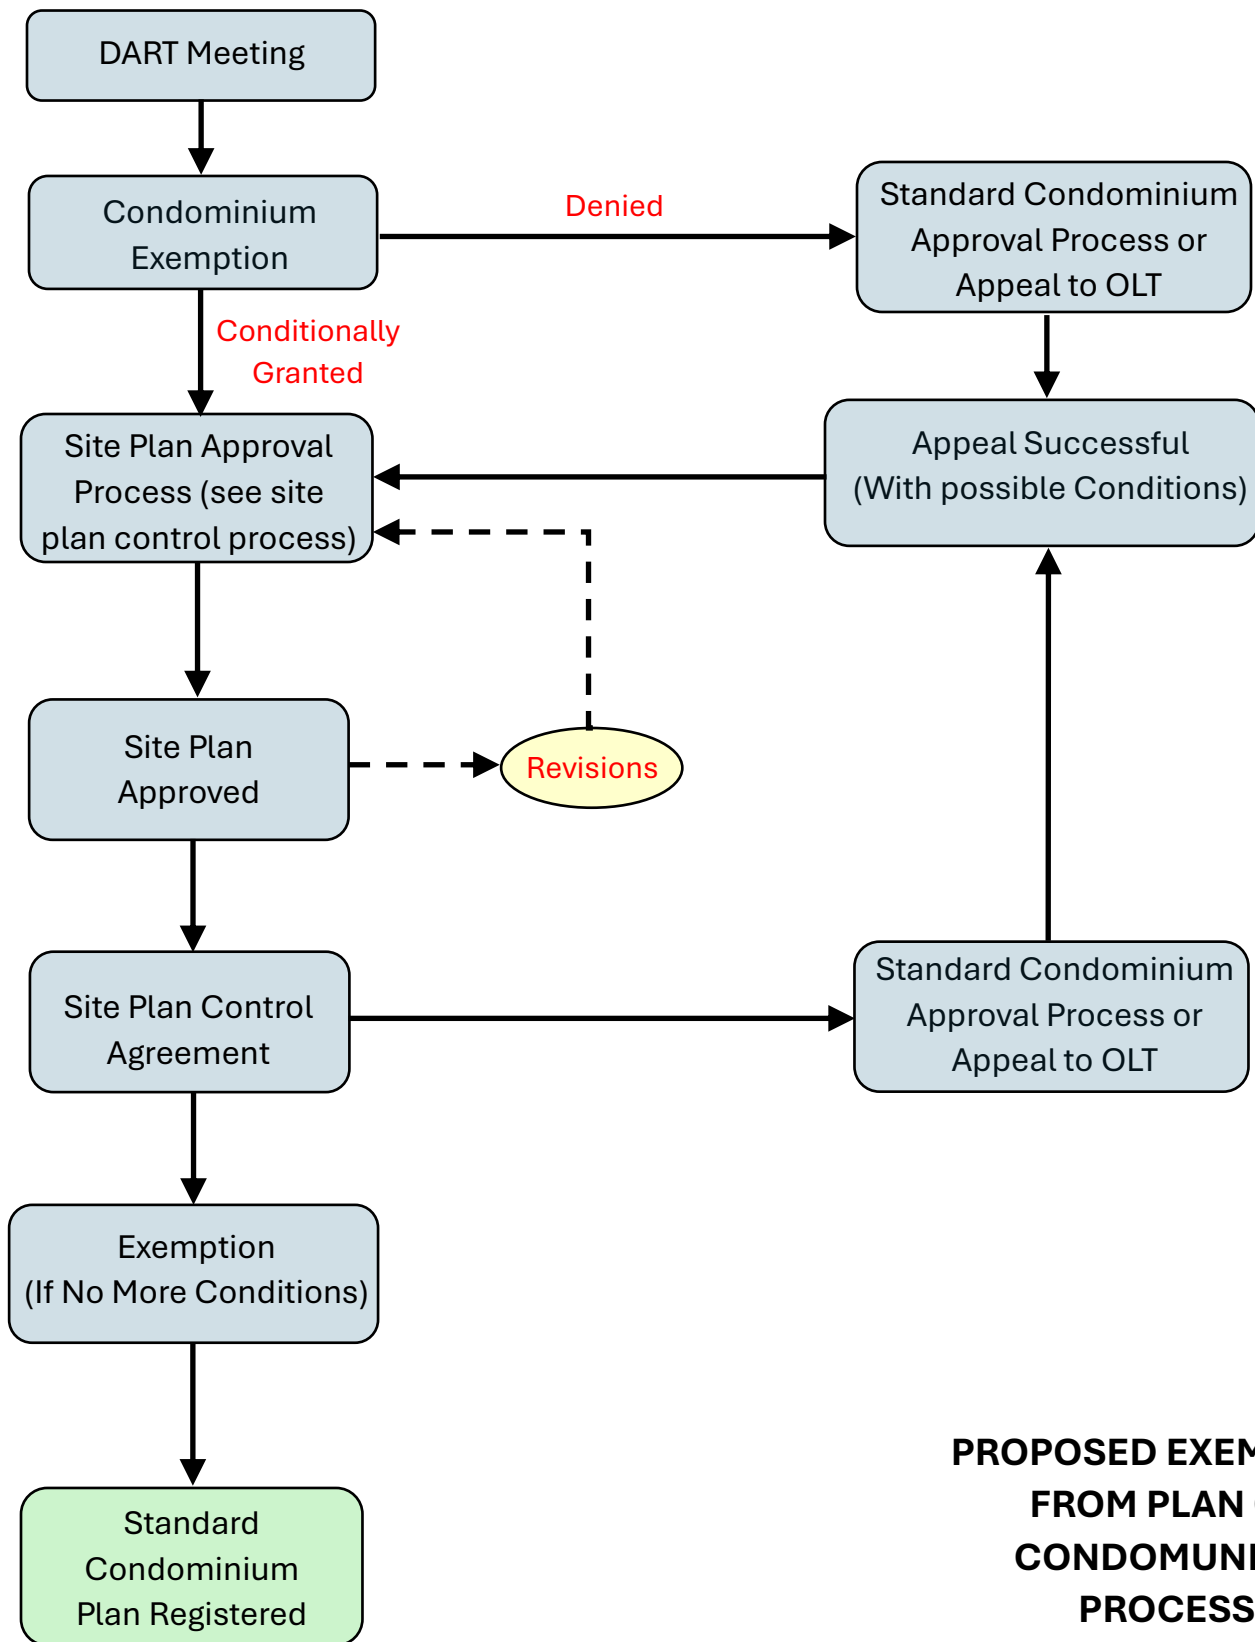 DART Meeting
Condominium
Exemption
Denied
Standard Condominium
Approval Process or
Appeal to OLT
Conditionally
Granted
Site Plan Approval
Process (see site
plan control process)
Appeal Successful
(With possible Conditions)
Site Plan
Approved
Revisions
Site Plan Control
Agreement
Standard Condominium
Approval Process or
Appeal to OLT
Exemption
(If No More Conditions)
Standard
Condominium
Plan Registered
PROPOSED EXEM
FROM PLAN
CONDOMUNI
PROCESS